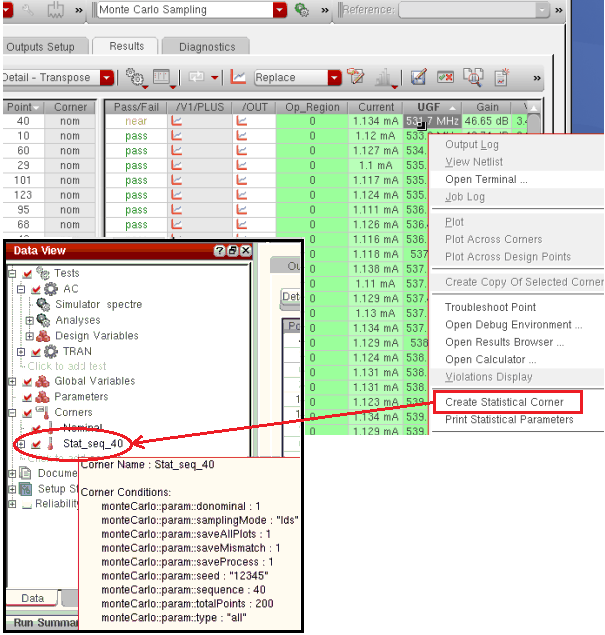 » Monte Carlo Sampling » Reference: »
Outputs Setup Results Diagnostics
Detail - Transpose Replace »
Point Corner Pass/Fail /V1/PLUS /OUT Op_Region Current UGF Gain
40 nom near 0 1.134 mA 531.7 MHz 46.65 dB 3.4
10 nom pass 0 1.12 mA 533.
60 nom pass 0 1.127 mA 534.
29 nom pass 0 1.1 mA 535.
101 nom pass 0 1.117 mA 535.
123 nom pass 0 1.124 mA 535.
95 nom pass 0 1.111 mA 536.
68 nom pass 0 1.126 mA 536.
0 1.116 mA 536.
0 1.118 mA 537
0 1.138 mA 537.
0 1.11 mA 537.
0 1.129 mA 537.
0 1.13 mA 537.
0 1.134 mA 537.
0 1.129 mA 538
0 1.124 mA 538.
0 1.131 mA 538.
0 1.131 mA 538.
0 1.123 mA 539.
0 1.134 mA 539.
0 1.129 mA 539.
Output Log
View Netlist
Open Terminal ...
Job Log
Plot
Plot Across Corners
Plot Across Design Points
Create Copy Of Selected Corner
Troubleshoot Point
Open Debug Environment ...
Open Results Browser ...
Open Calculator ...
Violations Display
Create Statistical Corner
Print Statistical Parameters
Data View
Tests
AC
Simulator spectre
Analyses
Design Variables
TRAN
Click to add test
Global Variables
Parameters
Corners
Nominal
Stat_seq_40
Docume
Setup St
Reliability
Data
Run Summar
Ou
Det
Po
Corner Name : Stat_seq_40
Corner Conditions:
monteCarlo::param::donominal : 1
monteCarlo::param::samplingMode : "lds"
monteCarlo::param::saveAllPlots : 1
monteCarlo::param::saveMismatch : 1
monteCarlo::param::saveProcess : 1
monteCarlo::param::seed : "12345"
monteCarlo::param::sequence : 40
monteCarlo::param::totalPoints : 200
monteCarlo::param::type : "all"